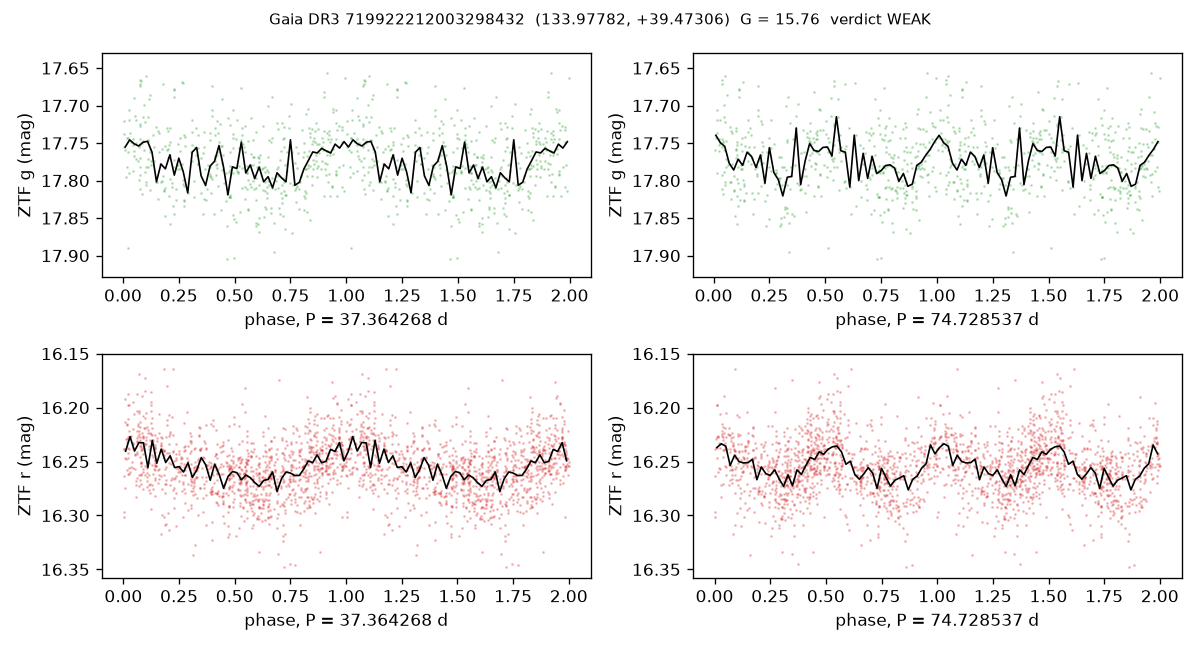 Gaia DR3 719922212003298432  (133.97782, +39.47306)  G = 15.76  verdict WEAK
ZTF g (mag)
17.65
17.70
17.75
17.80
17.85
17.90
0.00 0.25 0.50 0.75 1.00 1.25 1.50 1.75 2.00
phase, P = 37.364268 d
ZTF g (mag)
17.65
17.70
17.75
17.80
17.85
17.90
0.00 0.25 0.50 0.75 1.00 1.25 1.50 1.75 2.00
phase, P = 74.728537 d
ZTF r (mag)
16.15
16.20
16.25
16.30
16.35
0.00 0.25 0.50 0.75 1.00 1.25 1.50 1.75 2.00
phase, P = 37.364268 d
ZTF r (mag)
16.15
16.20
16.25
16.30
16.35
0.00 0.25 0.50 0.75 1.00 1.25 1.50 1.75 2.00
phase, P = 74.728537 d